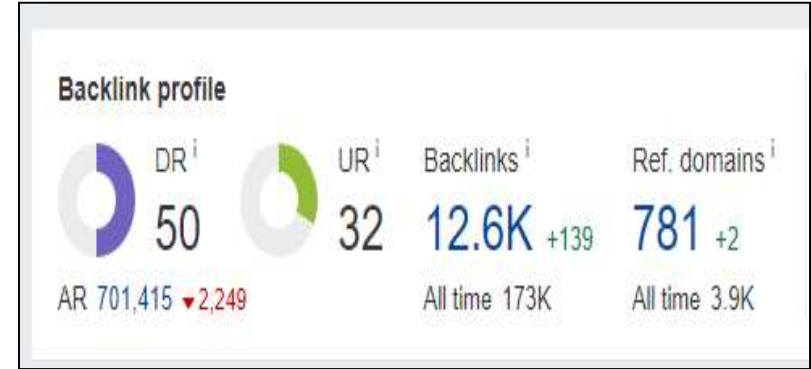 Backlink profile
DR i UR i Backlinks i Ref. domains i
50 32 12.6K +139 781 +2
AR 701,415 ▼2,249 All time 173K All time 3.9K